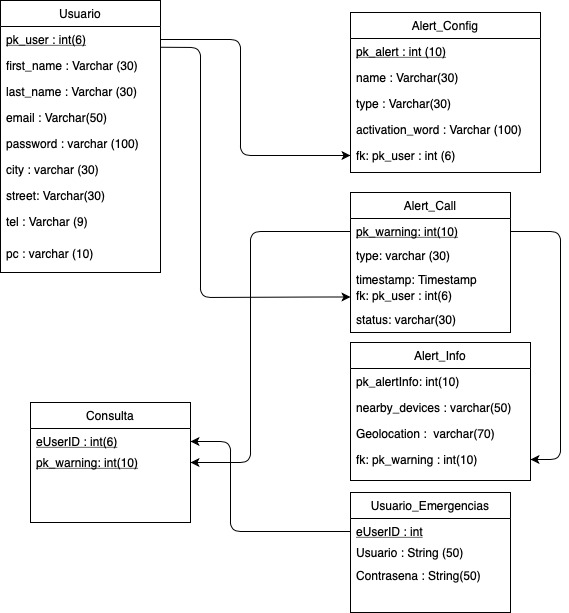 Usuario
pk_user : int(6)
first_name : Varchar (30)
last_name : Varchar (30)
email : Varchar(50)
password : varchar (100)
city : varchar (30)
street: Varchar(30)
tel : Varchar (9)
pc : varchar (10)
Alert_Config
pk_alert : int (10)
name : Varchar(30)
type : Varchar(30)
activation_word : Varchar (100)
fk: pk_user : int (6)
Alert_Call
pk_warning: int(10)
type: varchar (30)
timestamp: Timestamp
fk: pk_user : int(6)
status: varchar(30)
Alert_Info
pk_alertInfo: int(10)
nearby_devices : varchar(50)
Geolocation : varchar(70)
fk: pk_warning : int(10)
Consulta
eUserID : int(6)
pk_warning: int(10)
Usuario_Emergencias
eUserID : int
Usuario : String (50)
Contrasena : String(50)